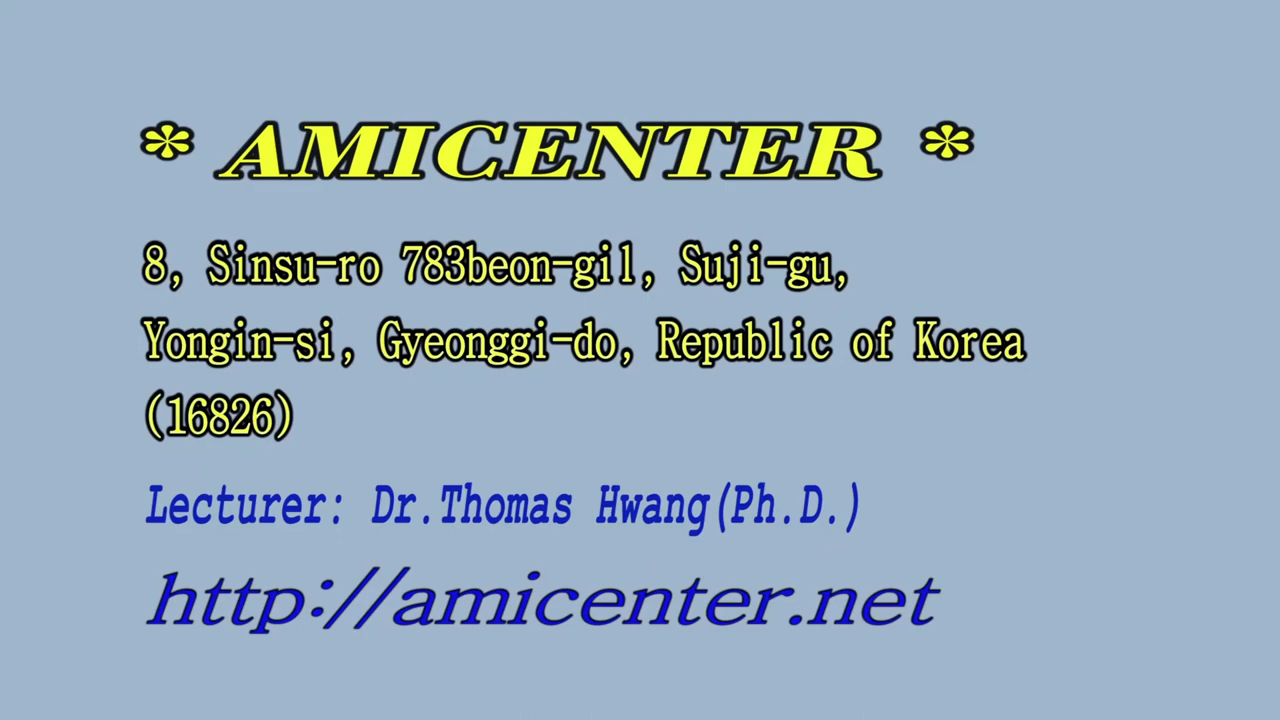 * AMICENTER *
8, Sinsu-ro 783beon-gil, Suji-gu,
Yongin-si, Gyeonggi-do, Republic of Korea
(16826)
Lecturer: Dr.Thomas Hwang(Ph.D.)
http://amicenter.net